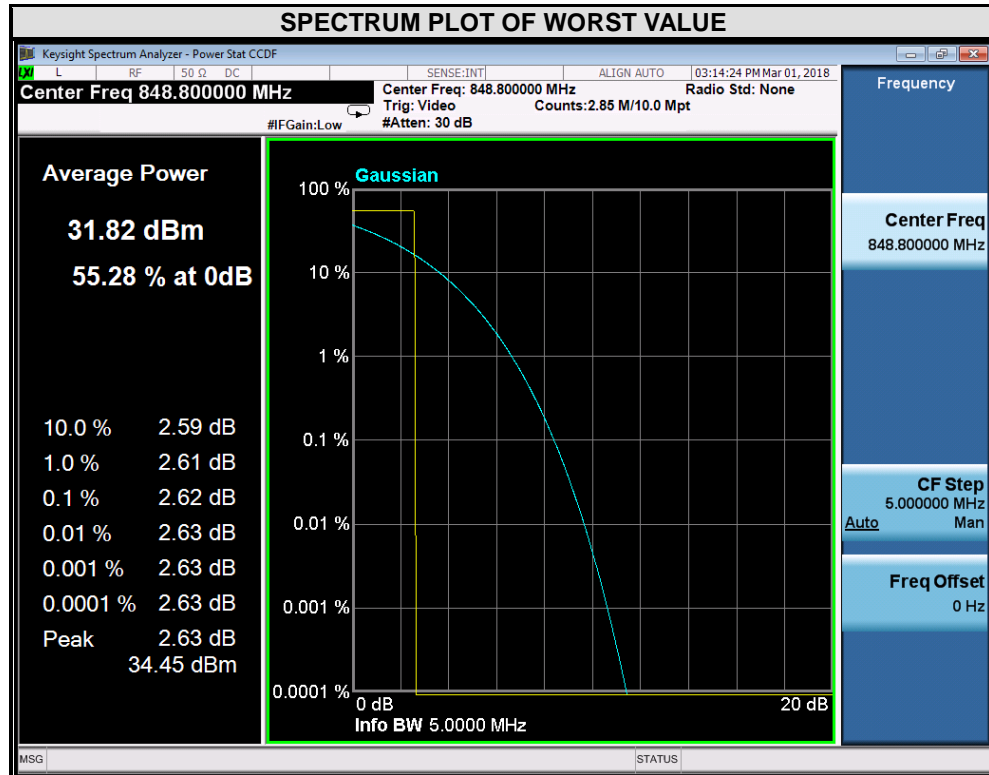 SPECTRUM PLOT OF WORST VALUE
Keysight Spectrum Analyzer - Power Stat CCDF
LXI L RF 50 Ω DC SENSE:INT ALIGN AUTO 03:14:24 PM Mar 01, 2018
Center Freq 848.800000 MHz
#IFGain:Low
Center Freq: 848.800000 MHz Radio Std: None
Trig: Video Counts:2.85 M/10.0 Mpt
#Atten: 30 dB
Average Power
31.82 dBm
55.28 % at 0dB
10.0 % 2.59 dB
1.0 % 2.61 dB
0.1 % 2.62 dB
0.01 % 2.63 dB
0.001 % 2.63 dB
0.0001 % 2.63 dB
Peak 2.63 dB
34.45 dBm
Gaussian
100 %
10 %
1 %
0.1 %
0.01 %
0.001 %
0.0001 %
0 dB 20 dB
Info BW 5.0000 MHz
Frequency
Center Freq
848.800000 MHz
CF Step
5.000000 MHz
Auto Man
Freq Offset
0 Hz
MSG STATUS